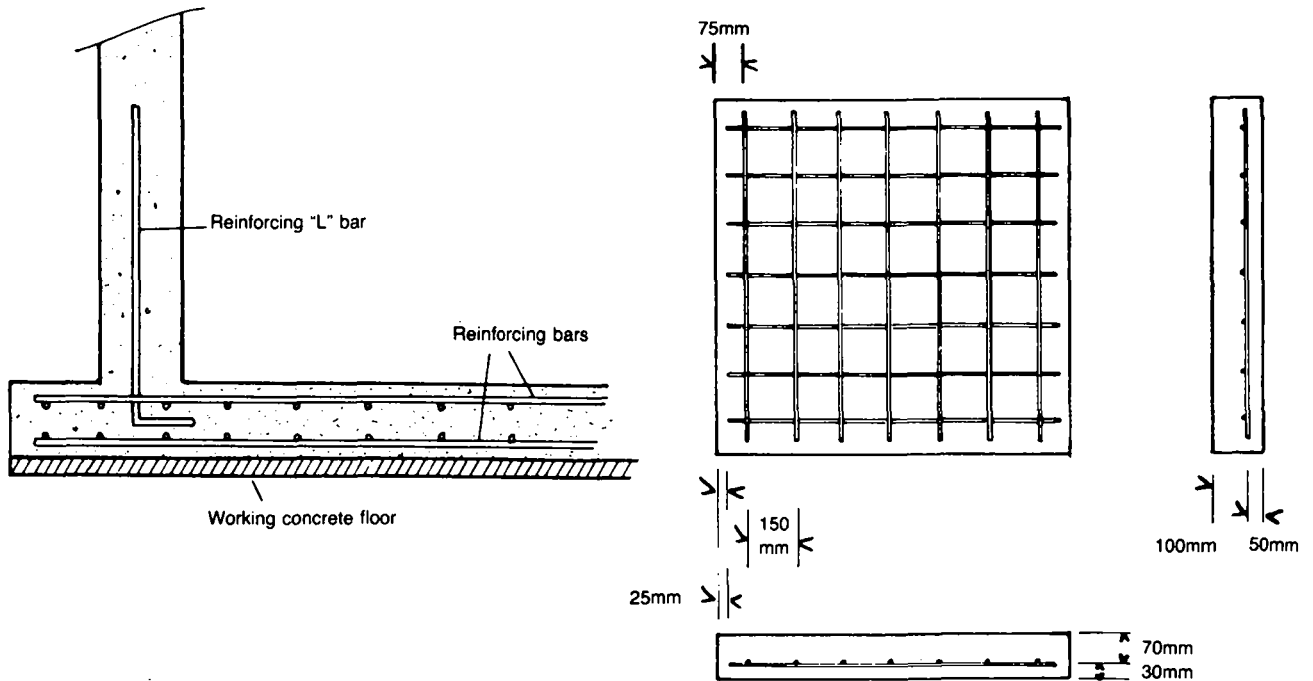 75mm
Reinforcing "L" bar
Reinforcing bars
Working concrete floor
150
mm
100mm
50mm
25mm
70mm
30mm